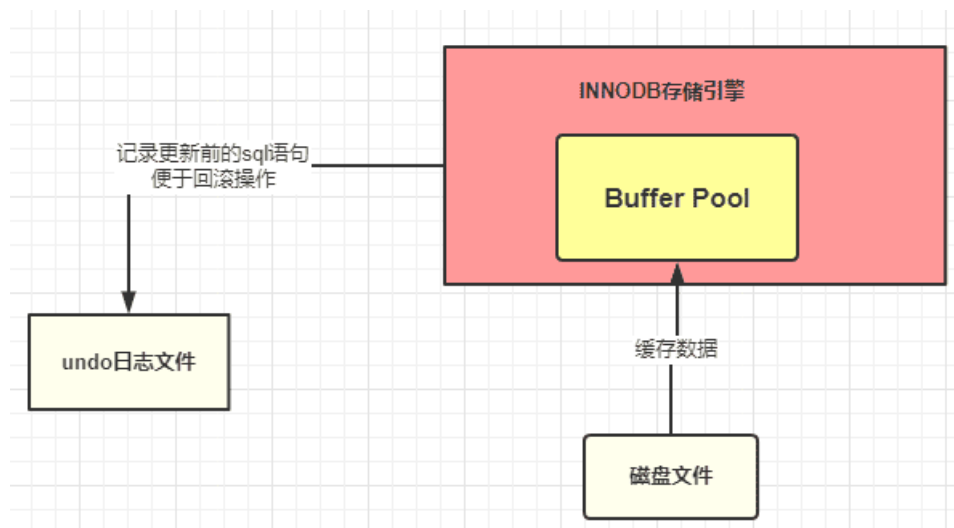 INNODB存储引擎
记录更新前的sql语句
便于回滚操作
Buffer Pool
undo日志文件
缓存数据
磁盘文件